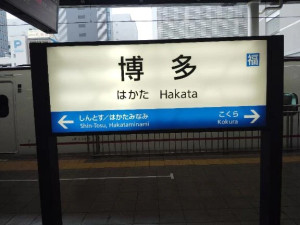 博多
福
はかた Hakata
しんとす/はかたみなみ
Shin-Tosu, Hakataminami
こくら
Kokura